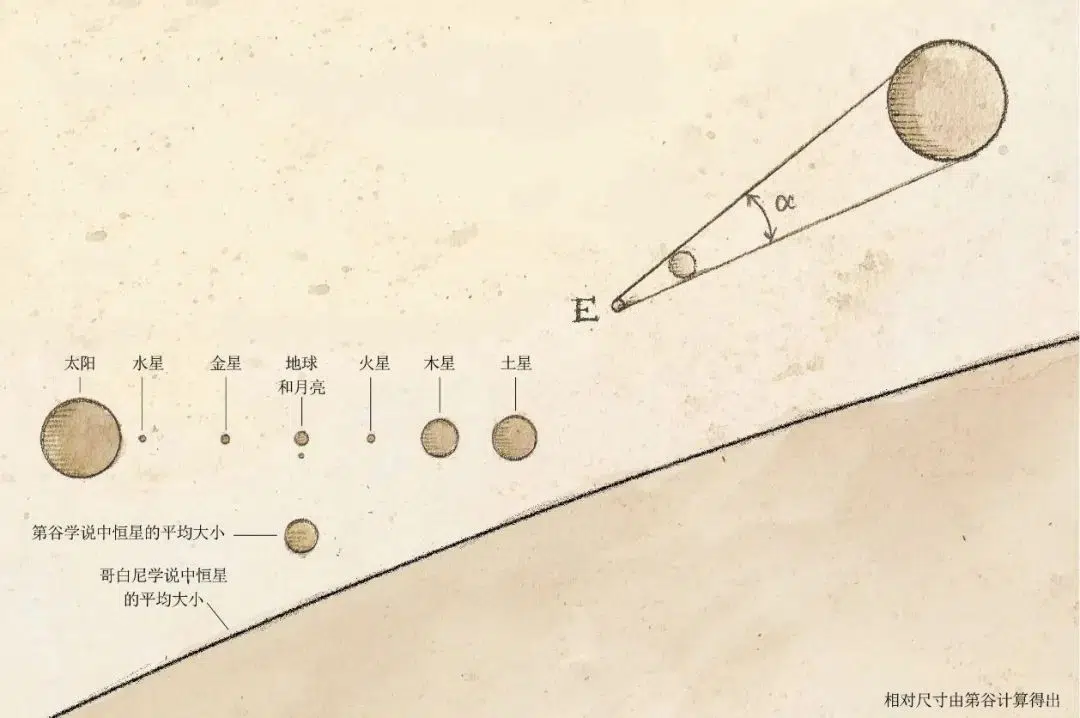 α
E
太阳
水星
金星
地球
和月亮
火星
木星
土星
第谷学说中恒星的平均大小
哥白尼学说中恒星
的平均大小
相对尺寸由第谷计算得出